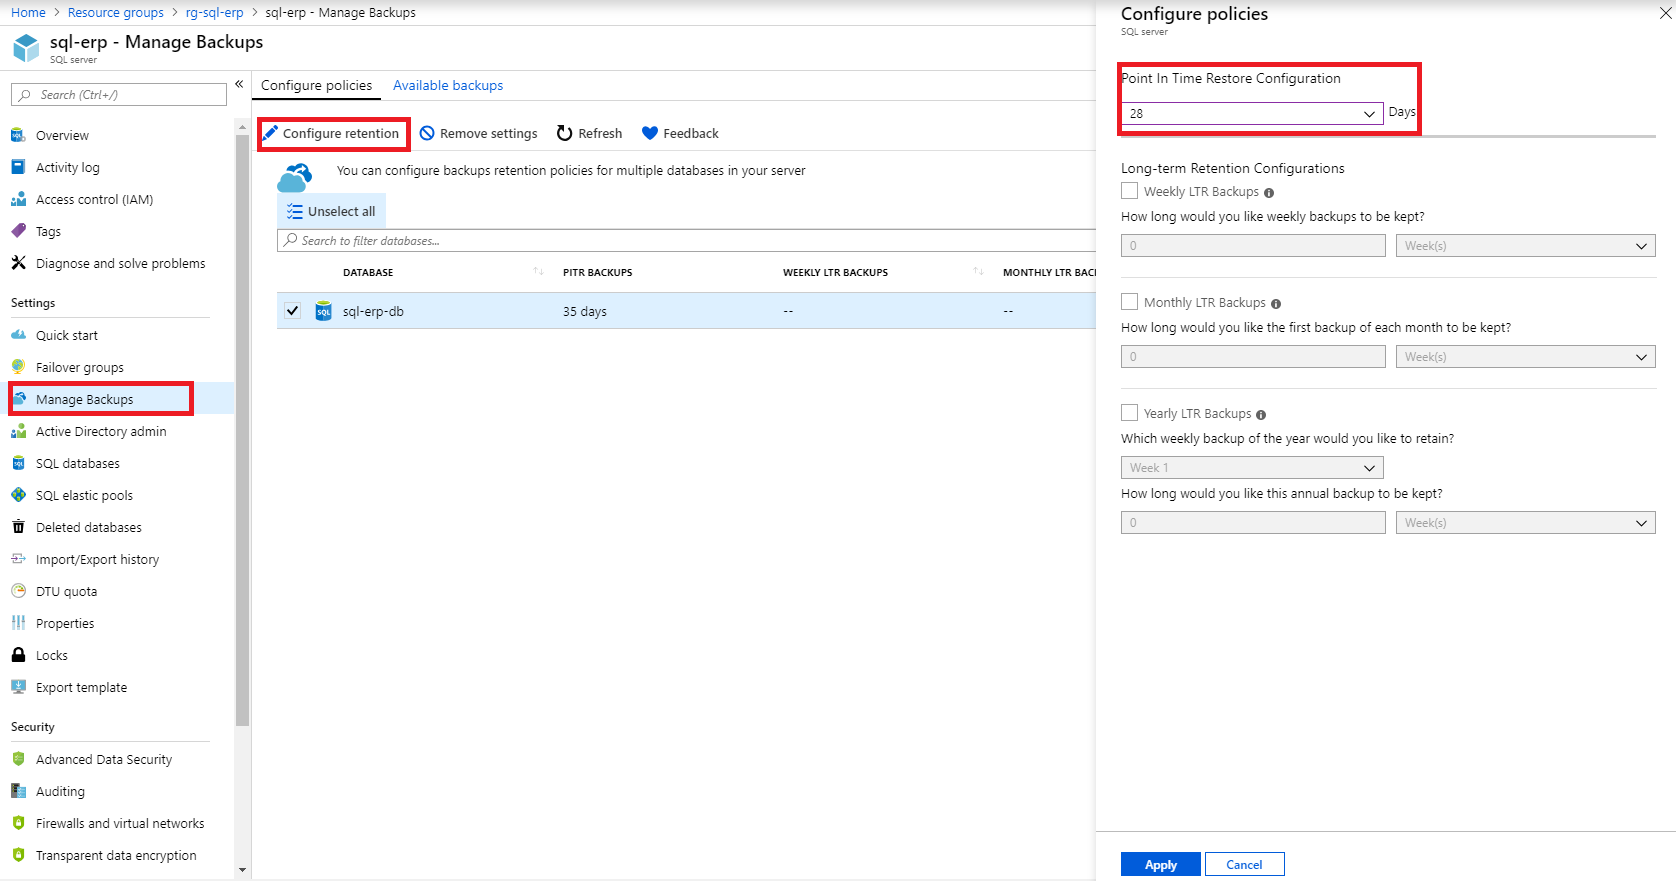 Home > Resource groups > rg-sql-erp > sql-erp - Manage Backups
sql-erp - Manage Backups
SQL server
Search (Ctrl+/)
Overview
Activity log
Access control (IAM)
Tags
Diagnose and solve problems
Settings
Quick start
Failover groups
Manage Backups
Active Directory admin
SQL databases
SQL elastic pools
Deleted databases
Import/Export history
DTU quota
Properties
Locks
Export template
Security
Advanced Data Security
Auditing
Firewalls and virtual networks
Transparent data encryption
Configure policies Available backups
Configure retention Remove settings Refresh Feedback
You can configure backups retention policies for multiple databases in your server
Unselect all
Search to filter databases...
DATABASE PITR BACKUPS WEEKLY LTR BACKUPS MONTHLY LTR BACK
SQL sql-erp-db 35 days -- --
Configure policies
SQL server
Point In Time Restore Configuration
28 Days
Long-term Retention Configurations
Weekly LTR Backups
How long would you like weekly backups to be kept?
0 Week(s)
Monthly LTR Backups
How long would you like the first backup of each month to be kept?
0 Week(s)
Yearly LTR Backups
Which weekly backup of the year would you like to retain?
Week 1
How long would you like this annual backup to be kept?
0 Week(s)
Apply Cancel